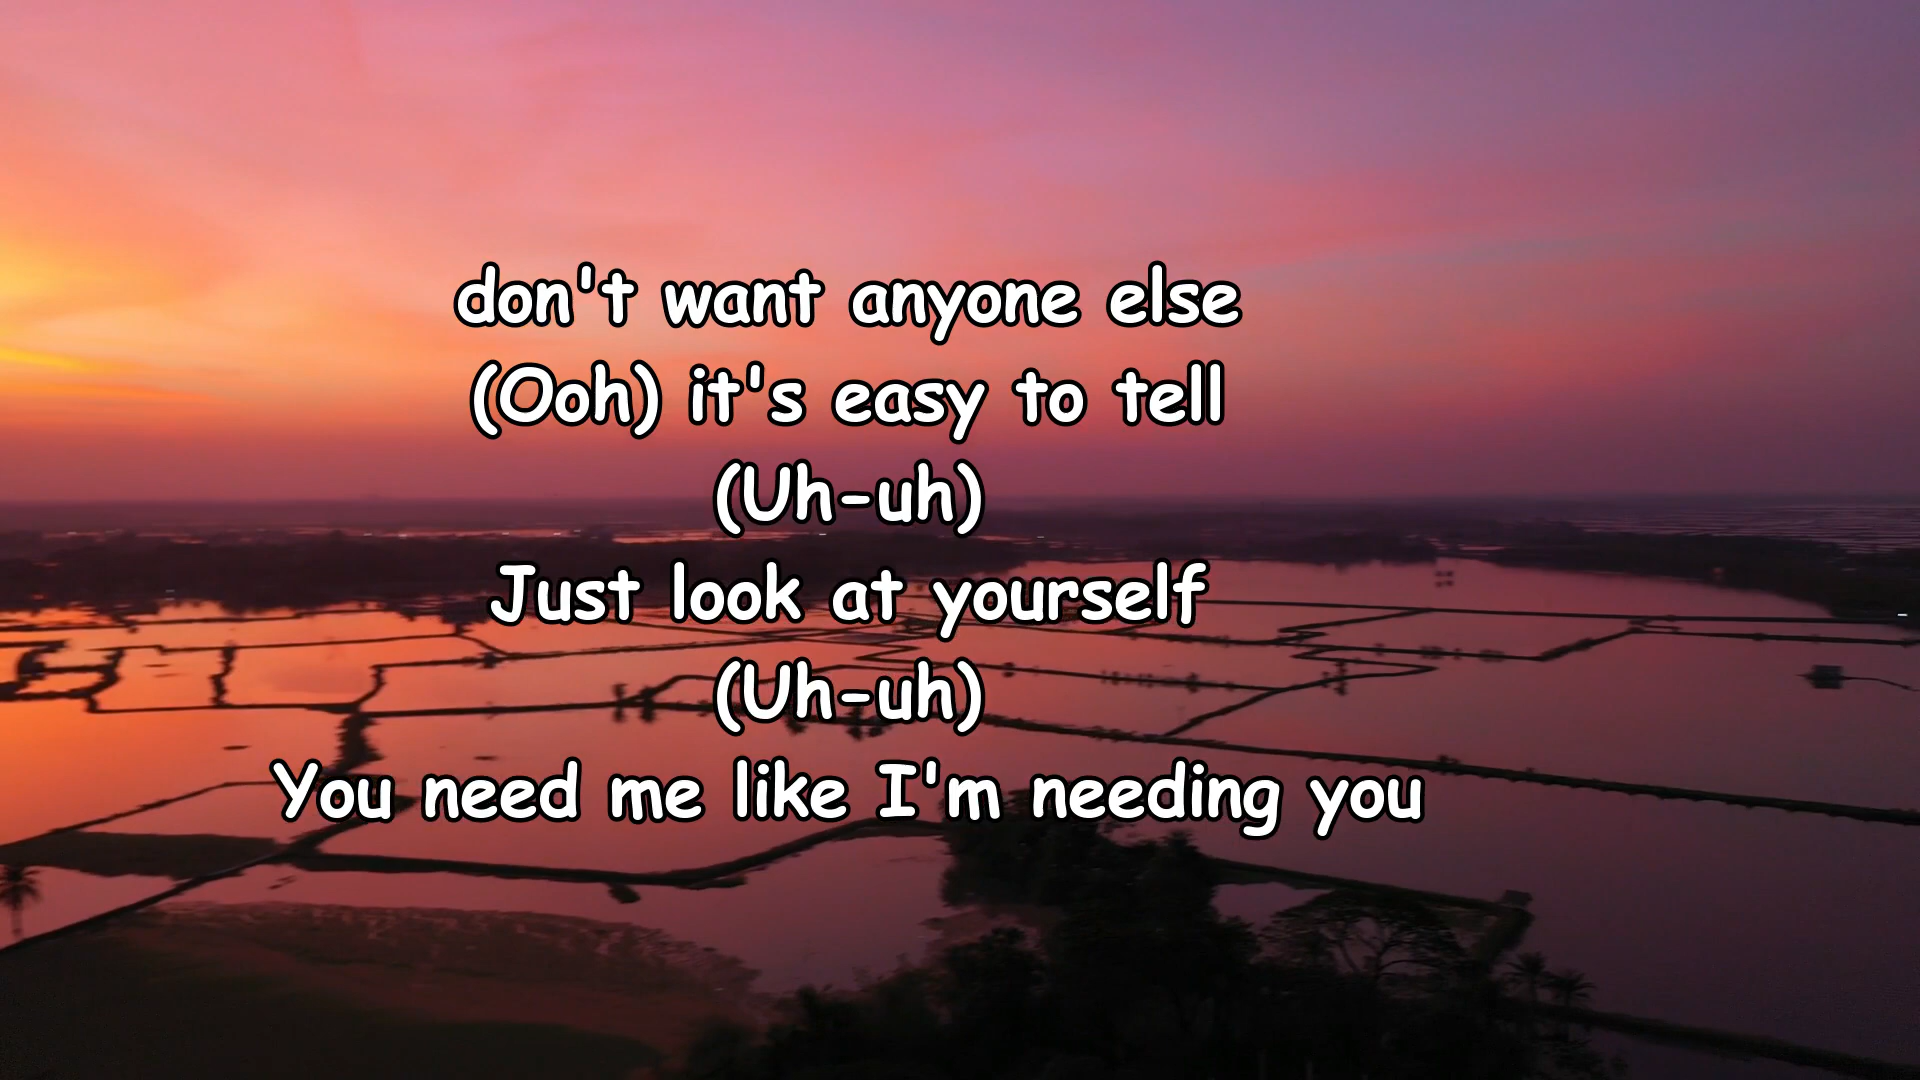 don't want anyone else
(Ooh) it's easy to tell
(Uh-uh)
Just look at yourself
(Uh-uh)
You need me like I'm needing you